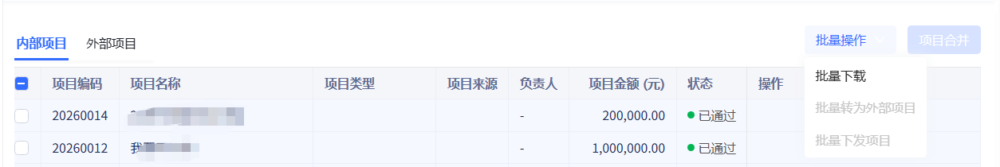 内部项目 外部项目 批量操作 项目合并
项目编码 项目名称 项目类型 项目来源 负责人 项目金额 (元) 状态 操作
批量下载
批量转为外部项目
批量下发项目
20260014 - 200,000.00 已通过
20260012 我 - 1,000,000.00 已通过